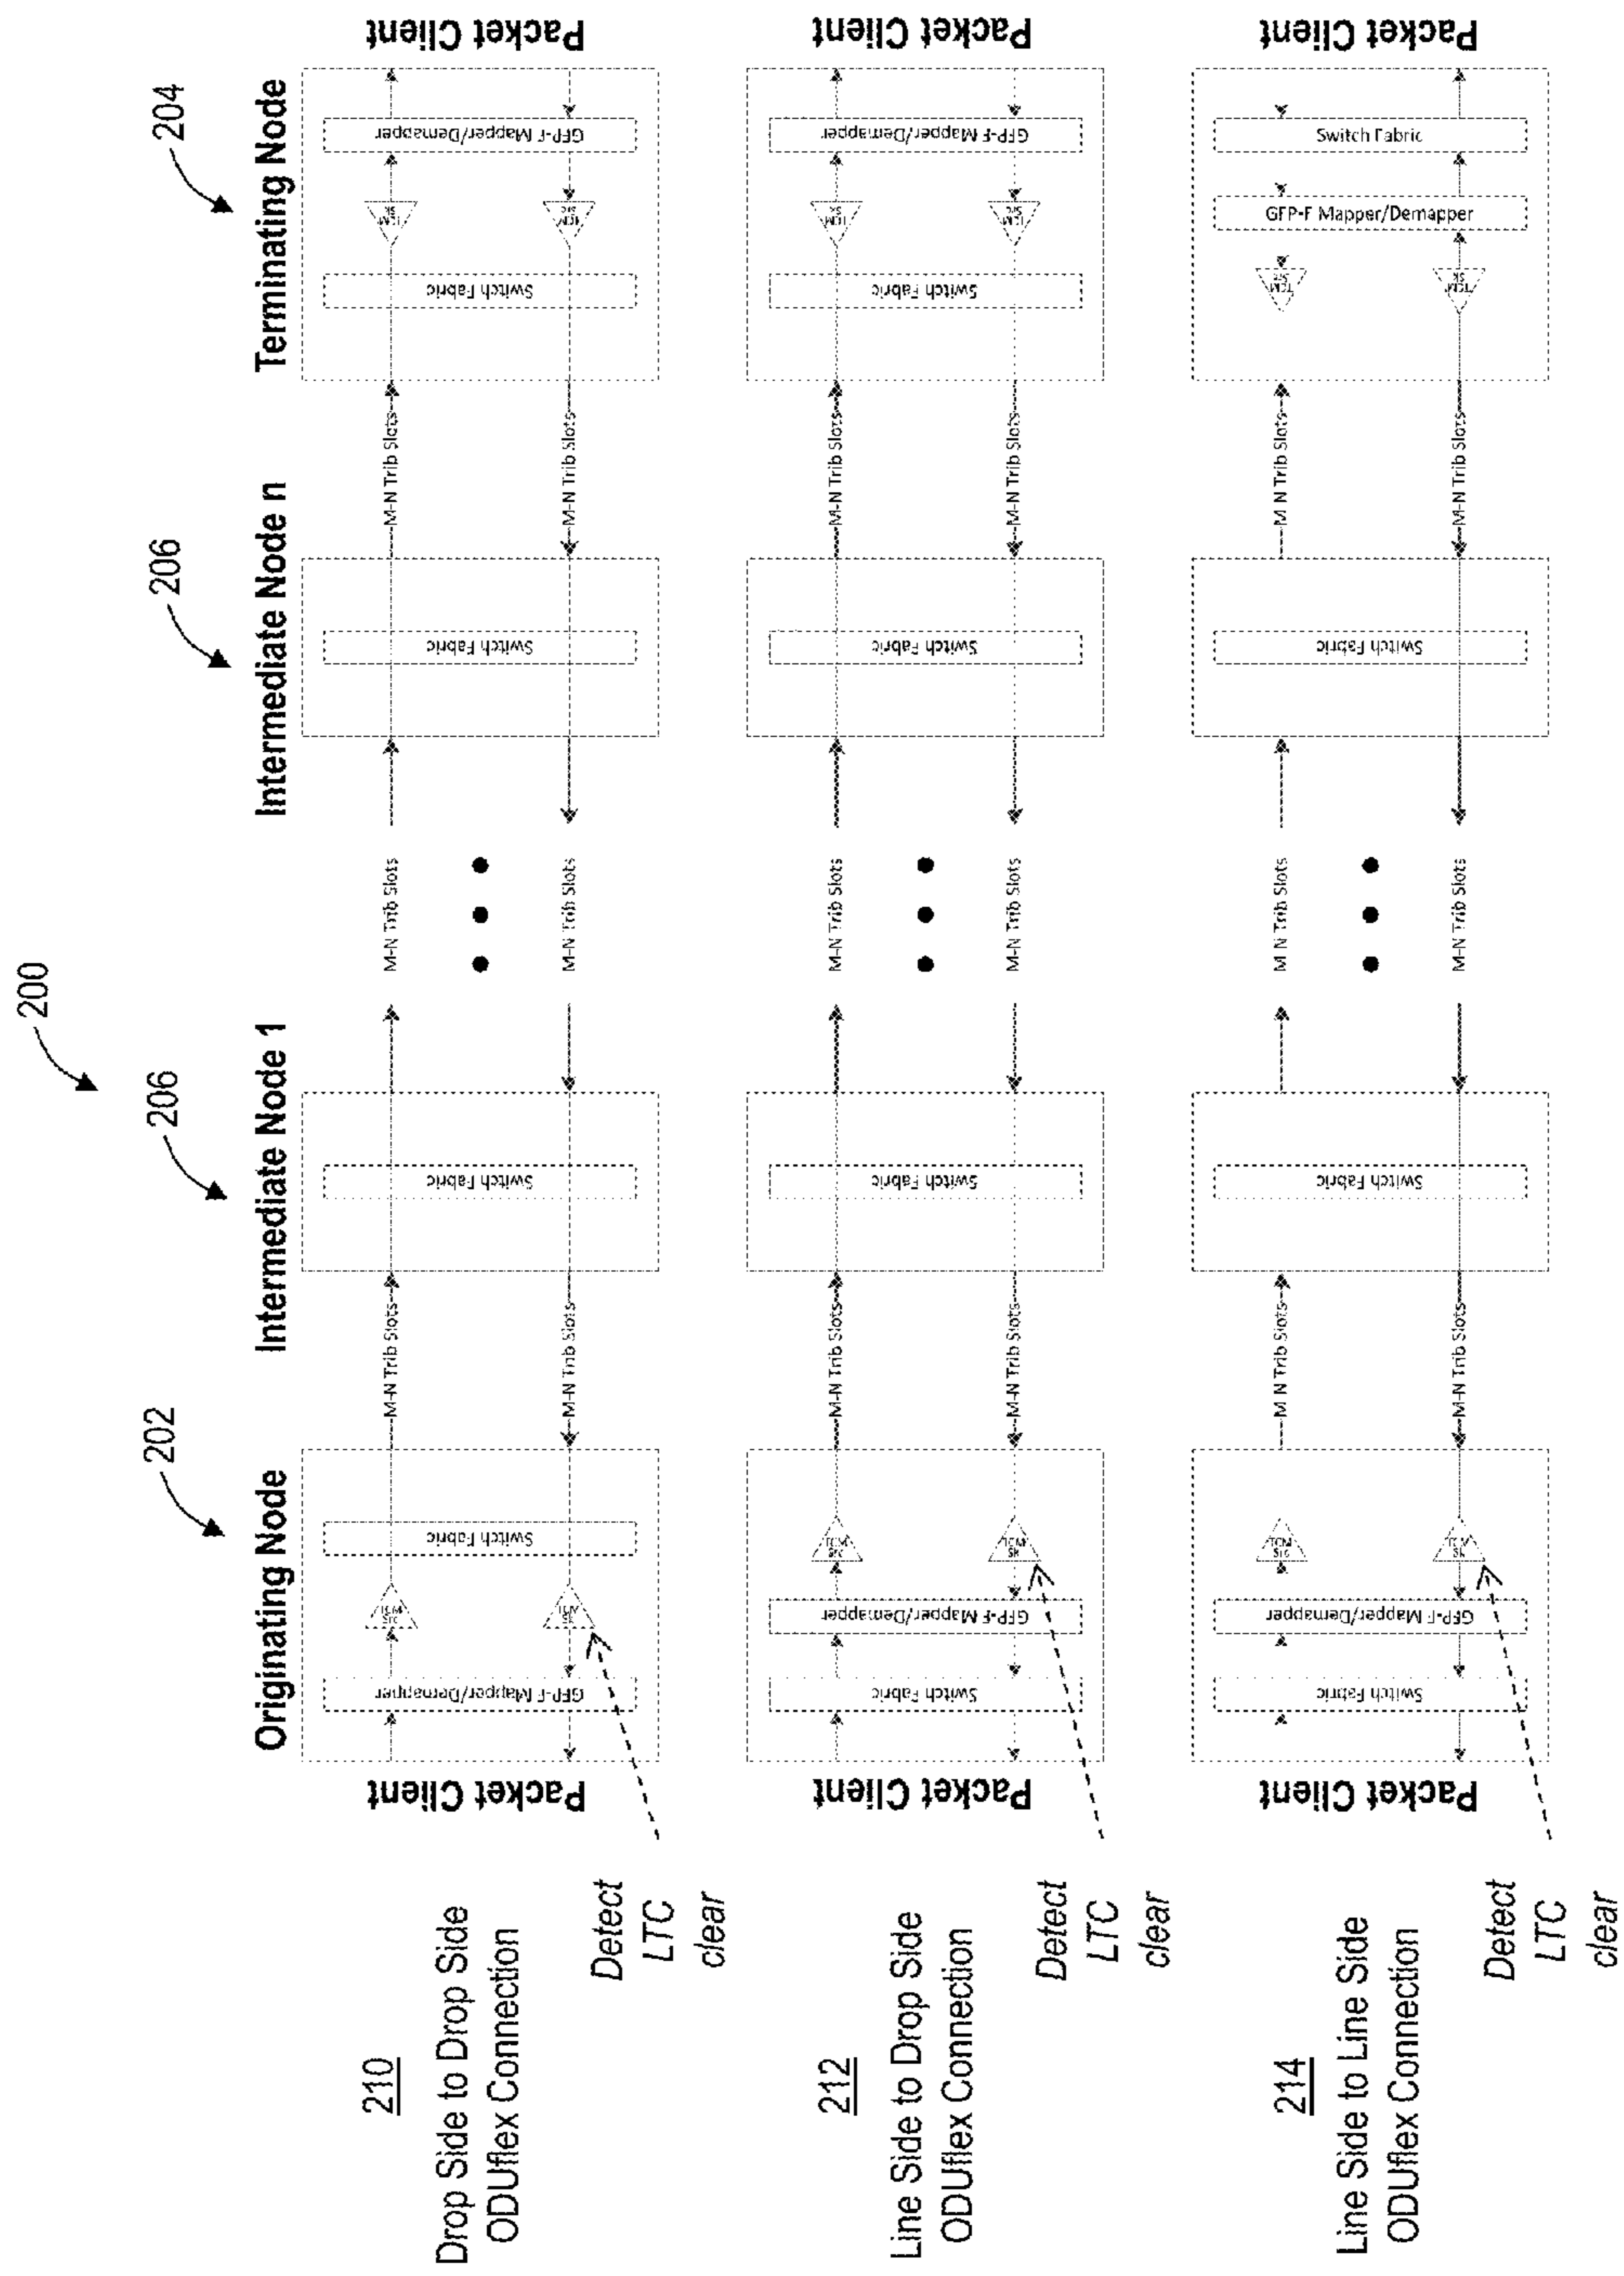 200
202
206
206
204
Originating Node
Intermediate Node 1
Intermediate Node n
Terminating Node
210
Drop Side to Drop Side
ODUflex Connection
Detect
LTC
clear
Packet Client
GFP-F Mapper/Demapper
TCM
Src
TCM
Sk
Switch Fabric
M-N Trib Slots
M-N Trib Slots
Switch Fabric
M-N Trib Slots
M-N Trib Slots
Switch Fabric
M-N Trib Slots
M-N Trib Slots
Switch Fabric
TCM
Sk
TCM
Src
GFP-F Mapper/Demapper
Packet Client
212
Line Side to Drop Side
ODUflex Connection
Detect
LTC
clear
Packet Client
Switch Fabric
GFP-F Mapper/Demapper
TCM
Src
TCM
Sk
M-N Trib Slots
M-N Trib Slots
Switch Fabric
M-N Trib Slots
M-N Trib Slots
Switch Fabric
M-N Trib Slots
M-N Trib Slots
Switch Fabric
TCM
Sk
TCM
Src
GFP-F Mapper/Demapper
Packet Client
214
Line Side to Line Side
ODUflex Connection
Detect
LTC
clear
Packet Client
Switch Fabric
GFP-F Mapper/Demapper
TCM
Src
TCM
Sk
M-N Trib Slots
M-N Trib Slots
Switch Fabric
M-N Trib Slots
M-N Trib Slots
Switch Fabric
M-N Trib Slots
M-N Trib Slots
TCM
Src
TCM
Sk
GFP-F Mapper/Demapper
Switch Fabric
Packet Client